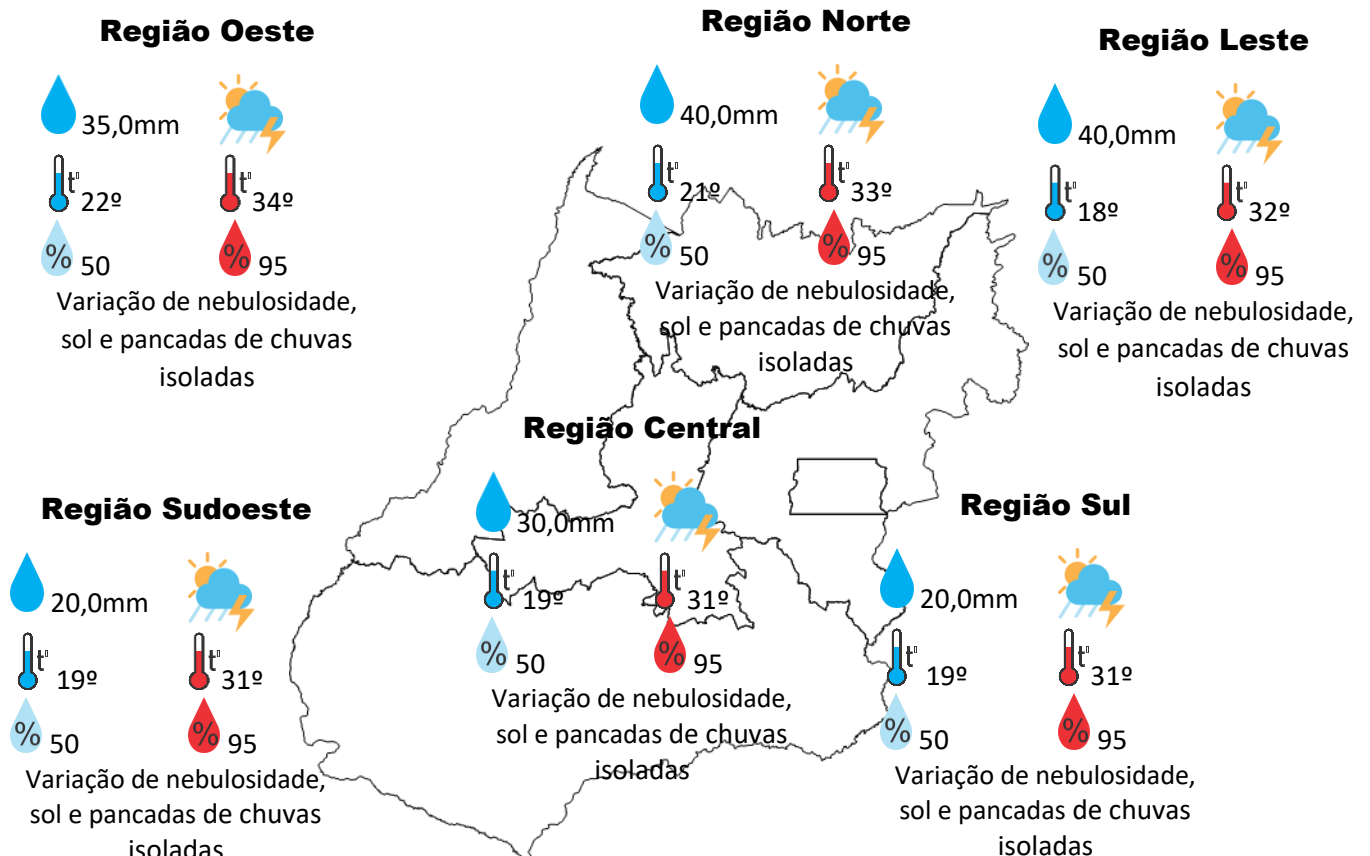 Região Oeste
35,0mm
t°
22º
t°
34º
%
50
%
95
Variação de nebulosidade,
sol e pancadas de chuvas
isoladas
Região Norte
40,0mm
t°
21º
t°
33º
%
50
%
95
Variação de nebulosidade,
sol e pancadas de chuvas
isoladas
Região Leste
40,0mm
t°
18º
t°
32º
%
50
%
95
Variação de nebulosidade,
sol e pancadas de chuvas
isoladas
Região Central
30,0mm
t°
19º
t°
31º
%
50
%
95
Variação de nebulosidade,
sol e pancadas de chuvas
isoladas
Região Sudoeste
20,0mm
t°
19º
t°
31º
%
50
%
95
Variação de nebulosidade,
sol e pancadas de chuvas
isoladas
Região Sul
20,0mm
t°
19º
t°
31º
%
50
%
95
Variação de nebulosidade,
sol e pancadas de chuvas
isoladas